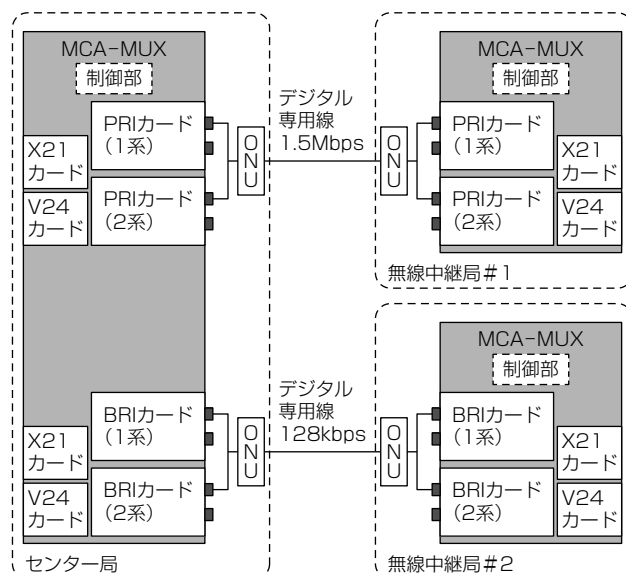 MCA-MUX
制御部
PRIカード
(1系)
X21
カード
PRIカード
(2系)
V24
カード
ONU
デジタル
専用線
1.5Mbps
ONU
MCA-MUX
制御部
PRIカード
(1系)
X21
カード
PRIカード
(2系)
V24
カード
無線中継局#1
BRIカード
(1系)
X21
カード
BRIカード
(2系)
V24
カード
ONU
センター局
デジタル
専用線
128kbps
ONU
MCA-MUX
制御部
BRIカード
(1系)
X21
カード
BRIカード
(2系)
V24
カード
無線中継局#2